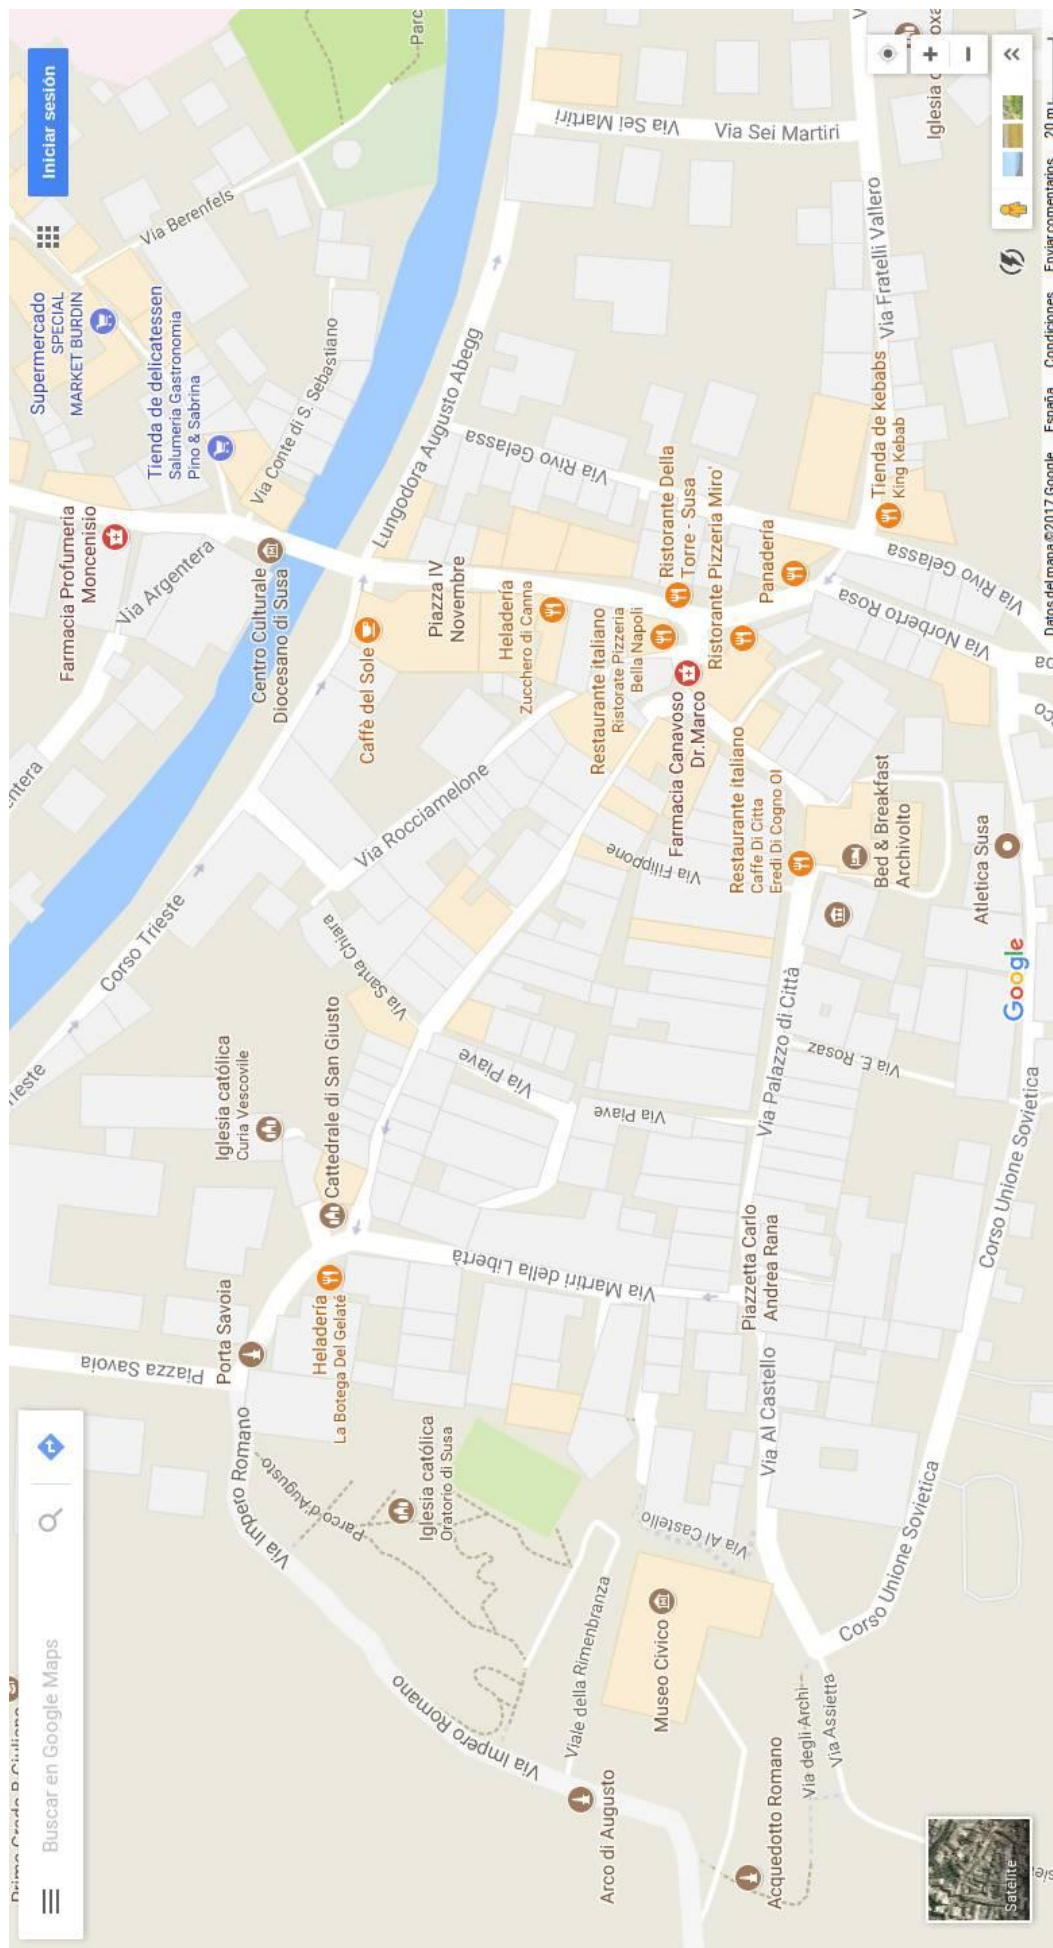 Buscar en Google Maps
Iniciar sesión
Piazza Savoia
Porta Savoia
Heladería
La Botega Del Gelaté
Iglesia católica
Curia Vescovile
Cattedrale di San Giusto
Corso Trieste
Via Santa Chiara
Via Rocciamelone
Farmacia Profumeria
Moncenisio
Via Argentera
Centro Culturale
Diocesano di Susa
Caffè del Sole
Supermercado
SPECIAL
MARKET BURDIN
Tienda de delicatessen
Salumeria Gastronomia
Pino & Sabrina
Via Conte di S. Sebastiano
Via Berenfels
Lungodora Augusto Abegg
Piazza IV
Novembre
Heladería
Zucchero di Canna
Restaurante italiano
Ristorate Pizzeria
Bella Napoli
Via Rivo Gelassa
Via Sei Martiri
Via Sei Martiri
Via Impero Romano
Parco d'Augusto
Iglesia católica
Oratorio di Susa
Via Impero Romano
Viale della Rimenbranza
Arco di Augusto
Museo Civico
Via Al Castello
Via Martiri della Libertà
Via Piave
Via Piave
Via Filippone
Farmacia Canavoso
Dr.Marco
Ristorante Della
Torre - Susa
Ristorante Pizzeria Miro'
Panadería
Restaurante italiano
Caffe Di Citta
Eredi Di Cogno Ol
Bed & Breakfast
Archivolto
Tienda de kebabs
King Kebab
Via Fratelli Vallero
Via Rivo Gelassa
Via Norberto Rosa
Acquedotto Romano
Via degli Archi
Via Assietta
Via Al Castello
Piazzetta Carlo
Andrea Rana
Via Palazzo di Città
Via E. Rosaz
Corso Unione Sovietica
Corso Unione Sovietica
Atletica Susa
Google
Satélite
Datos del mapa ©2017 Google España Condiciones Enviar comentarios 20 m